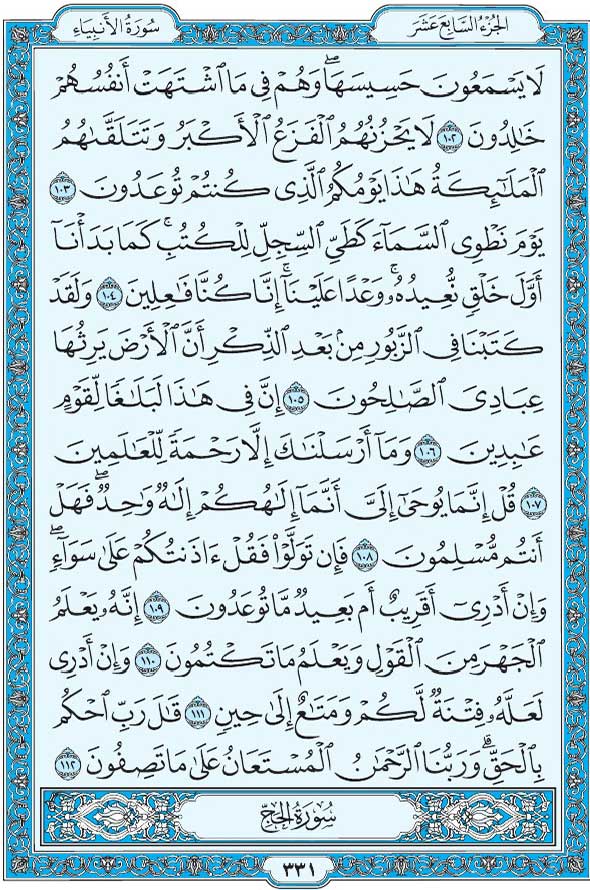 الجزء السابع عشر
سورة الأنبياء
لَا يَسْمَعُونَ حَسِيسَهَا ۖ وَهُمْ فِي مَا اشْتَهَتْ أَنفُسُهُمْ
خَٰلِدُونَ ١٠٢ لَا يَحْزُنُهُمُ الْفَزَعُ الْأَكْبَرُ وَتَتَلَقَّىٰهُمُ
الْمَلَٰٓئِكَةُ هَٰذَا يَوْمُكُمُ الَّذِي كُنتُمْ تُوعَدُونَ ١٠٣
يَوْمَ نَطْوِي السَّمَآءَ كَطَيِّ السِّجِلِّ لِلْكُتُبِ ۚ كَمَا بَدَأْنَآ
أَوَّلَ خَلْقٍ نُّعِيدُهُۥ ۚ وَعْدًا عَلَيْنَآ ۚ إِنَّا كُنَّا فَٰعِلِينَ ١٠٤ وَلَقَدْ
كَتَبْنَا فِي الزَّبُورِ مِنۢ بَعْدِ الذِّكْرِ أَنَّ الْأَرْضَ يَرِثُهَا
عِبَادِيَ الصَّٰلِحُونَ ١٠٥ إِنَّ فِي هَٰذَا لَبَلَٰغًا لِّقَوْمٍ
عَٰبِدِينَ ١٠٦ وَمَآ أَرْسَلْنَٰكَ إِلَّا رَحْمَةً لِّلْعَٰلَمِينَ
١٠٧ قُلْ إِنَّمَا يُوحَىٰٓ إِلَيَّ أَنَّمَآ إِلَٰهُكُمْ إِلَٰهٌ وَٰحِدٌ ۖ فَهَلْ
أَنتُم مُّسْلِمُونَ ١٠٨ فَإِن تَوَلَّوْا فَقُلْ ءَاذَنتُكُمْ عَلَىٰ سَوَآءٍ ۖ
وَإِنْ أَدْرِيٓ أَقَرِيبٌ أَم بَعِيدٌ مَّا تُوعَدُونَ ١٠٩ إِنَّهُۥ يَعْلَمُ
الْجَهْرَ مِنَ الْقَوْلِ وَيَعْلَمُ مَا تَكْتُمُونَ ١١٠ وَإِنْ أَدْرِي
لَعَلَّهُۥ فِتْنَةٌ لَّكُمْ وَمَتَٰعٌ إِلَىٰ حِينٍ ١١١ قَٰلَ رَبِّ احْكُم
بِالْحَقِّ ۗ وَرَبُّنَا الرَّحْمَٰنُ الْمُسْتَعَانُ عَلَىٰ مَا تَصِفُونَ ١١٢
سُورَةُ الحَجِّ
٣٣١